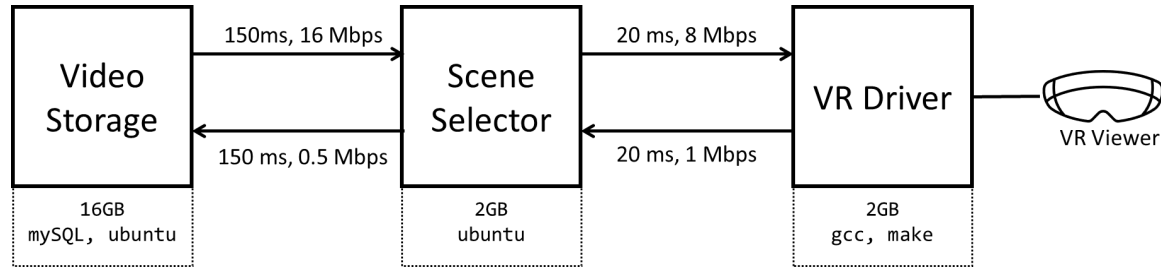 Video
Storage
150ms, 16 Mbps
150 ms, 0.5 Mbps
Scene
Selector
20 ms, 8 Mbps
20 ms, 1 Mbps
VR Driver
VR Viewer
16GB
mySQL, ubuntu
2GB
ubuntu
2GB
gcc, make